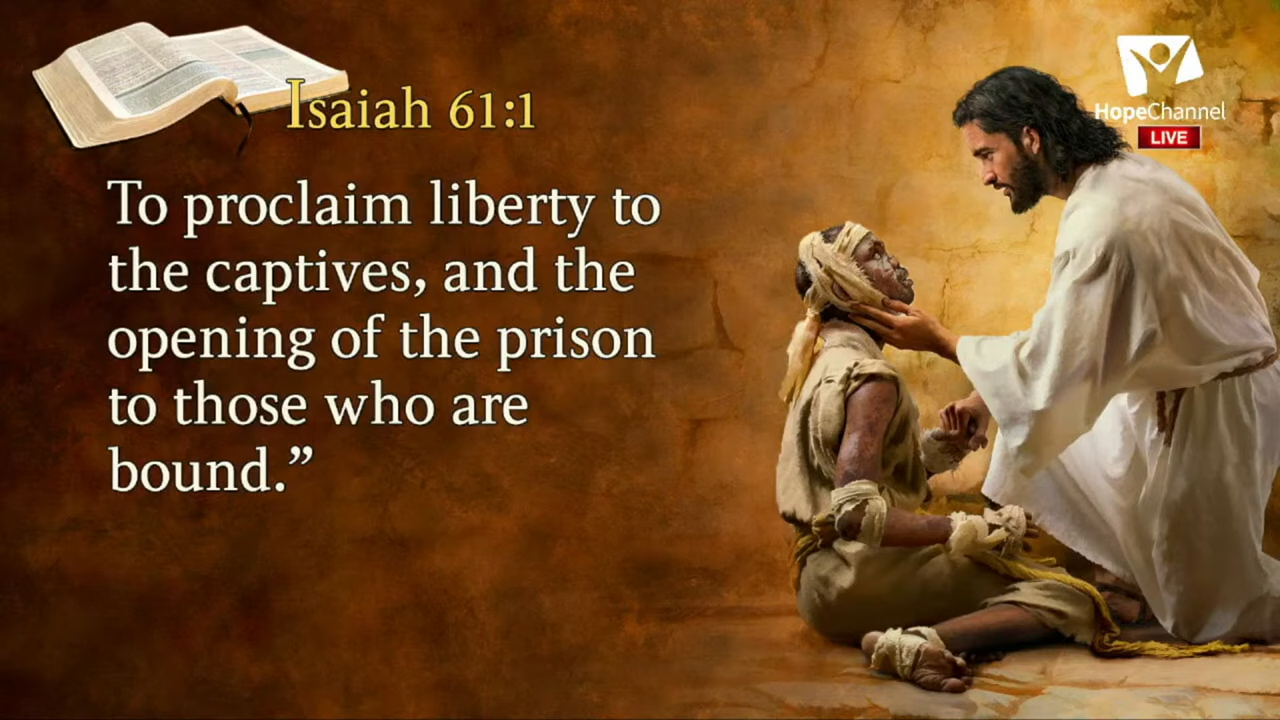 Isaiah 61:1
HopeChannel
LIVE
To proclaim liberty to
the captives, and the
opening of the prison
to those who are
bound.”